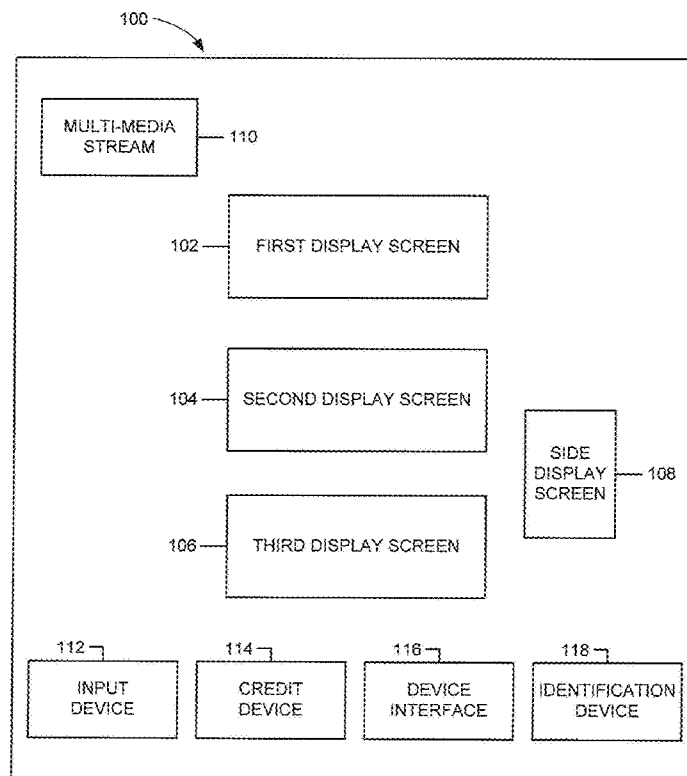 100
MULTI-MEDIA
STREAM
110
102
FIRST DISPLAY SCREEN
104
SECOND DISPLAY SCREEN
SIDE
DISPLAY
SCREEN
108
106
THIRD DISPLAY SCREEN
112
114
116
118
INPUT
DEVICE
CREDIT
DEVICE
DEVICE
INTERFACE
IDENTIFICATION
DEVICE